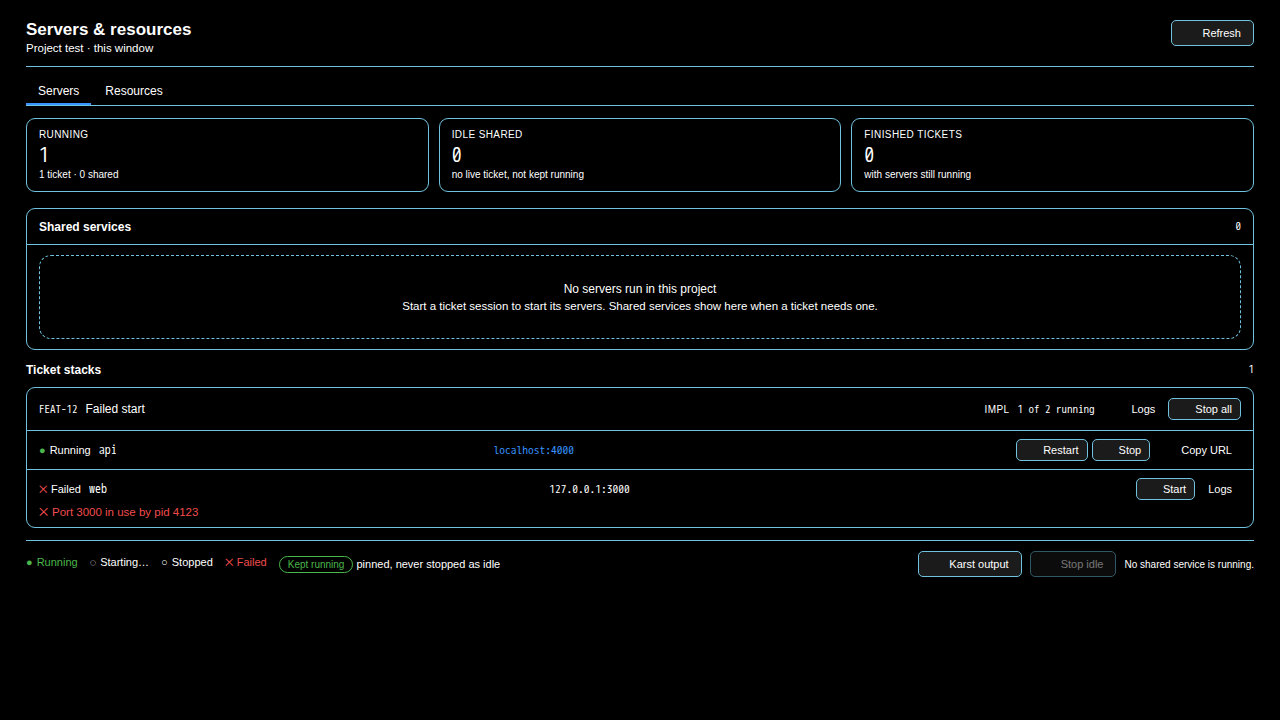 Servers & resources
Project test · this window
Refresh
Servers Resources
RUNNING
1
1 ticket · 0 shared
IDLE SHARED
0
no live ticket, not kept running
FINISHED TICKETS
0
with servers still running
Shared services 0
No servers run in this project
Start a ticket session to start its servers. Shared services show here when a ticket needs one.
Ticket stacks 1
FEAT-12 Failed start IMPL 1 of 2 running Logs Stop all
● Running api localhost:4000 Restart Stop Copy URL
✕ Failed web 127.0.0.1:3000 Start Logs
✕ Port 3000 in use by pid 4123
● Running ○ Starting… ○ Stopped ✕ Failed Kept running pinned, never stopped as idle Karst output Stop idle No shared service is running.